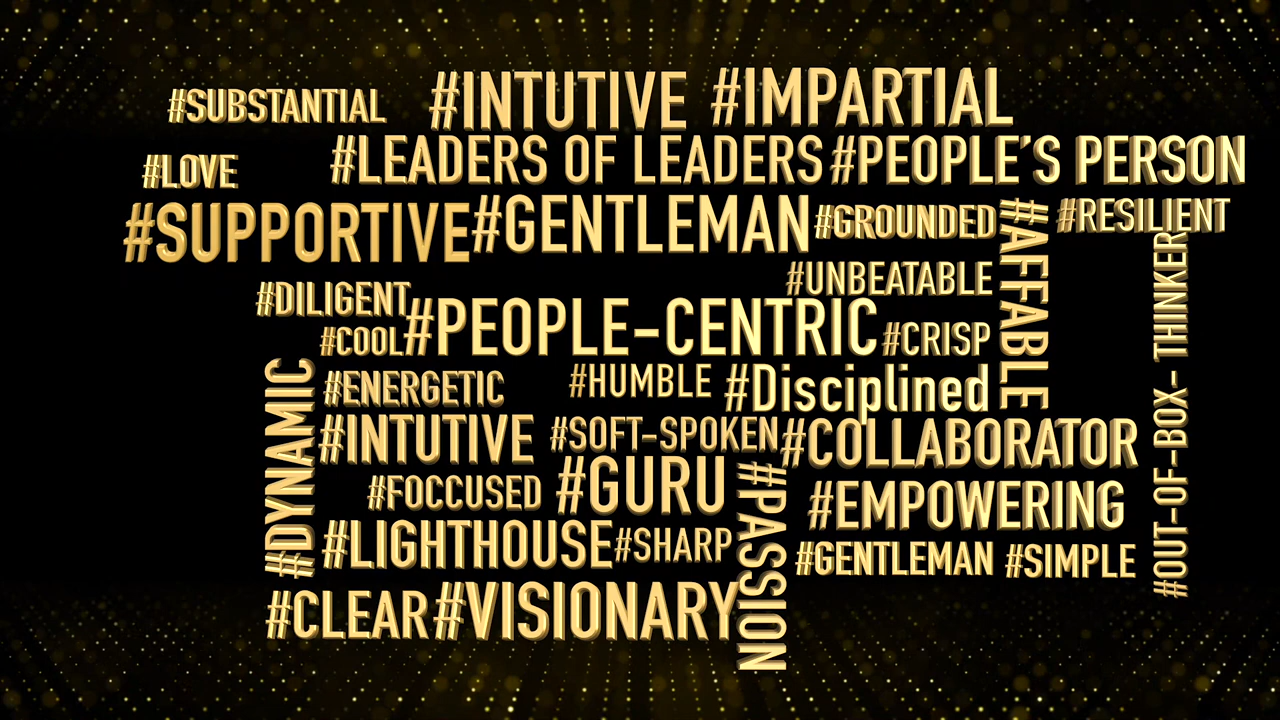 #SUBSTANTIAL
#INTUTIVE
#IMPARTIAL
#LOVE
#LEADERS OF LEADERS
#PEOPLE'S PERSON
#SUPPORTIVE
#GENTLEMAN
#GROUNDED
#AFFABLE
#RESILIENT
#OUT-OF-BOX- THINKER
#UNBEATABLE
#DILIGENT
#PEOPLE-CENTRIC
#COOL
#CRISP
#DYNAMIC
#ENERGETIC
#HUMBLE
#Disciplined
#INTUTIVE
#SOFT-SPOKEN
#COLLABORATOR
#FOCCUSED
#GURU
#PASSION
#EMPOWERING
#LIGHTHOUSE
#SHARP
#GENTLEMAN
#SIMPLE
#CLEAR
#VISIONARY